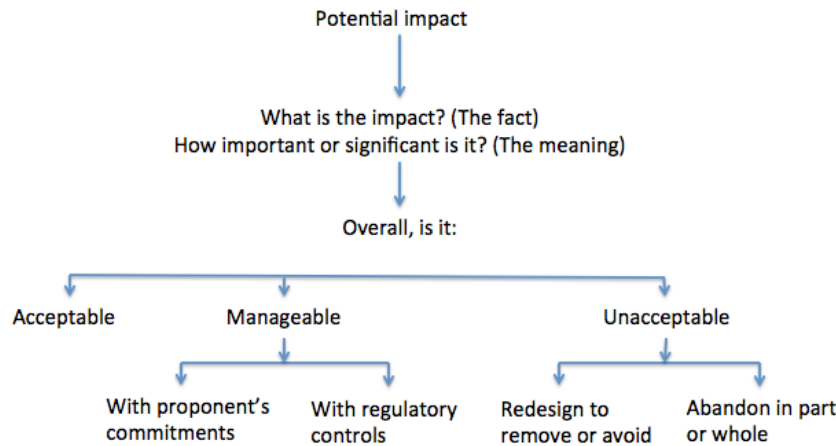 Potential impact
What is the impact? (The fact)
How important or significant is it? (The meaning)
Overall, is it:
Acceptable
Manageable
Unacceptable
With proponent's
commitments
With regulatory
controls
Redesign to
remove or avoid
Abandon in part
or whole